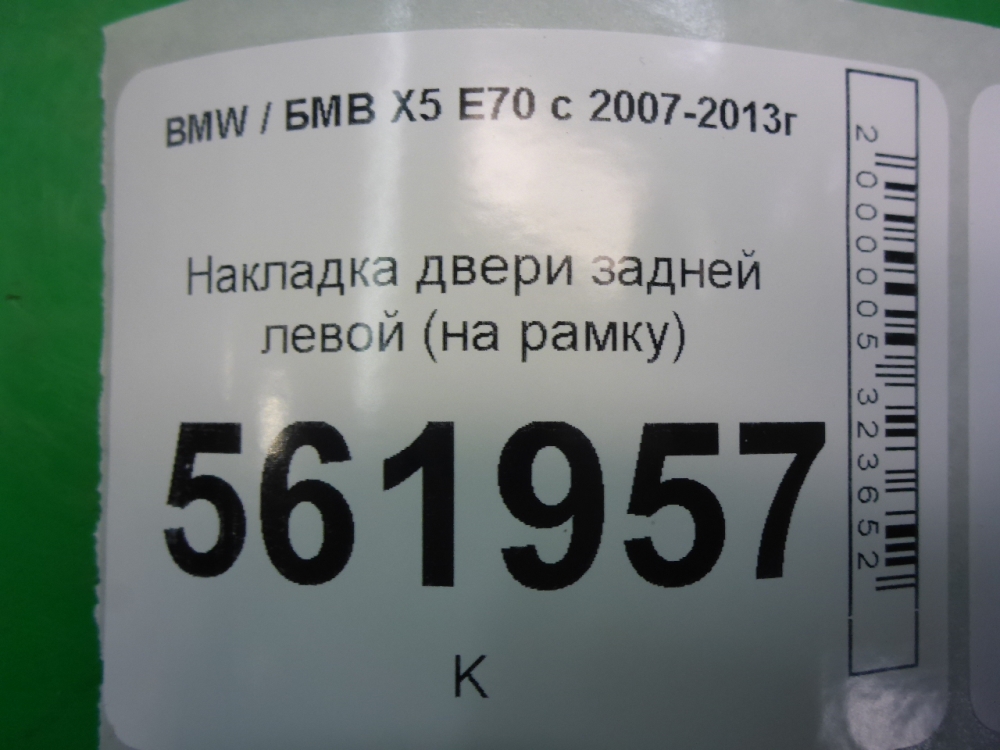 BMW / БМВ X5 E70 с 2007-2013г
Накладка двери задней
левой (на рамку)
561957
К
2000005323652